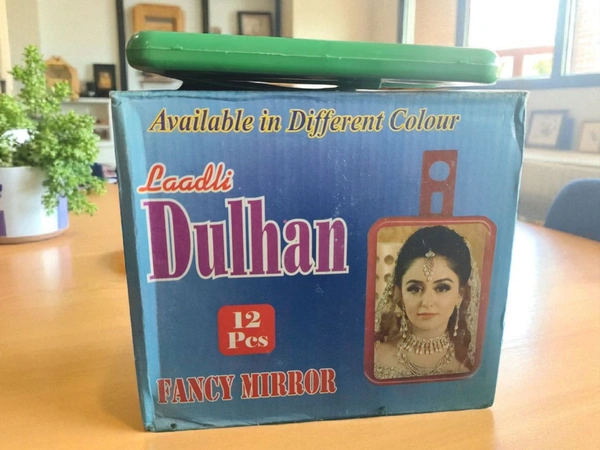 Available in Different Colour
Laadli
Dulhan
12
Pcs
FANCY MIRROR